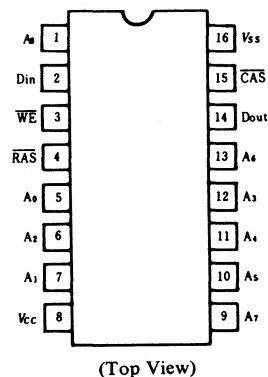 A8 1 16 Vss
Din 2 15 CAS
WE 3 14 Dout
RAS 4 13 A6
A0 5 12 A3
A2 6 11 A4
A1 7 10 A5
Vcc 8 9 A7
(Top View)